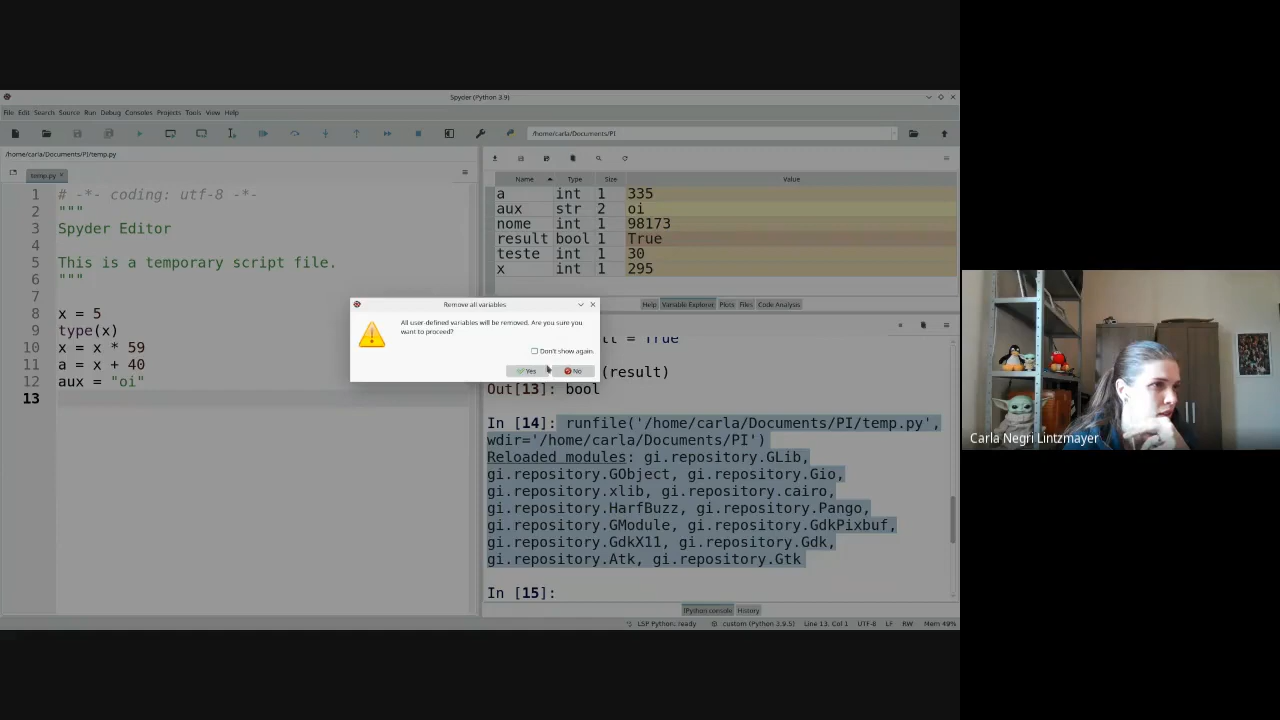 Spyder (Python 3.9)
File Edit Search Source Run Debug Consoles Projects Tools View Help
/home/carla/Documents/PI
/home/carla/Documents/PI/temp.py
temp.py
1 # -*- coding: utf-8 -*-
2 """
3 Spyder Editor
4
5 This is a temporary script file.
6 """
7
8 x = 5
9 type(x)
10 x = x * 59
11 a = x + 40
12 aux = "oi"
13
Name Type Size Value
a int 1 335
aux str 2 oi
nome int 1 98173
result bool 1 True
teste int 1 30
x int 1 295
Help Variable Explorer Plots Files Code Analysis
Remove all variables
All user-defined variables will be removed. Are you sure you
want to proceed?
Don't show again.
Yes No
= True
(result)
Out[13]: bool
In [14]: runfile('/home/carla/Documents/PI/temp.py',
wdir='/home/carla/Documents/PI')
Reloaded modules: gi.repository.GLib,
gi.repository.GObject, gi.repository.Gio,
gi.repository.xlib, gi.repository.cairo,
gi.repository.HarfBuzz, gi.repository.Pango,
gi.repository.GModule, gi.repository.GdkPixbuf,
gi.repository.GdkX11, gi.repository.Gdk,
gi.repository.Atk, gi.repository.Gtk
In [15]:
IPython console History
LSP Python: ready custom (Python 3.9.5) Line 13, Col 1 UTF-8 LF RW Mem 49%
Carla Negri Lintzmayer